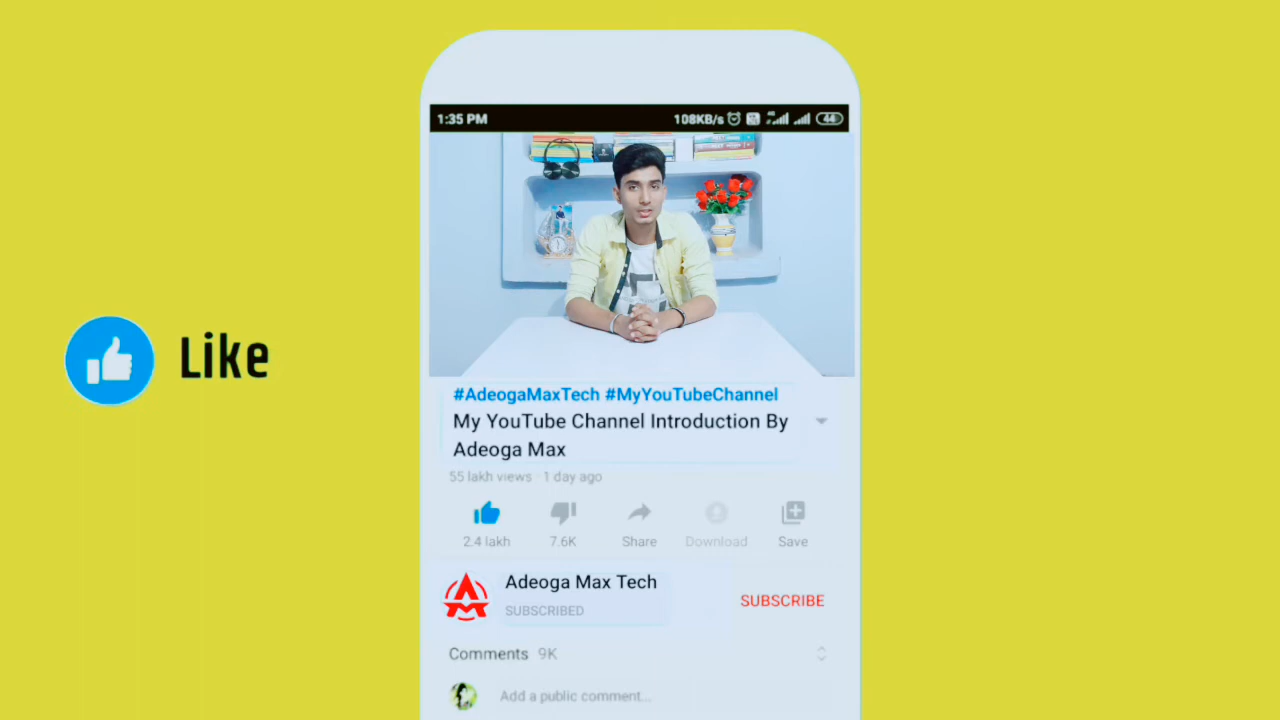 1:35 PM 108KB/s 44
Like
#AdeogaMaxTech #MyYouTubeChannel
My YouTube Channel Introduction By
Adeoga Max
55 lakh views · 1 day ago
2.4 lakh 7.6K Share Download Save
Adeoga Max Tech
SUBSCRIBED
SUBSCRIBE
Comments 9K
Add a public comment...